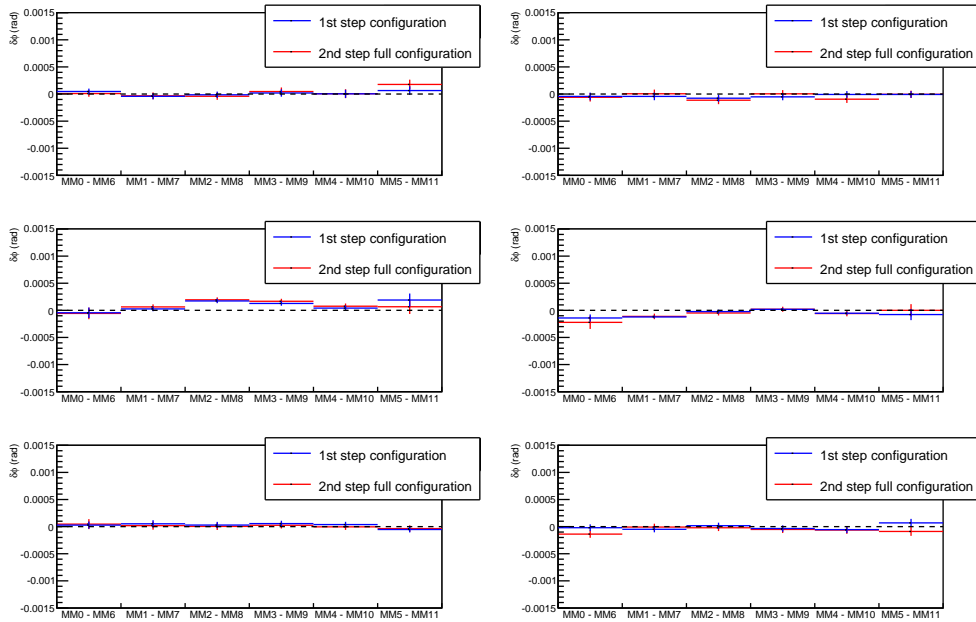 δϕ (rad)
0.0015
0.001
0.0005
0
-0.0005
-0.001
-0.0015
MM0 - MM6 MM1 - MM7 MM2 - MM8 MM3 - MM9 MM4 - MM10 MM5 - MM11
1st step configuration
2nd step full configuration
δϕ (rad)
0.0015
0.001
0.0005
0
-0.0005
-0.001
-0.0015
MM0 - MM6 MM1 - MM7 MM2 - MM8 MM3 - MM9 MM4 - MM10 MM5 - MM11
1st step configuration
2nd step full configuration
δϕ (rad)
0.0015
0.001
0.0005
0
-0.0005
-0.001
-0.0015
MM0 - MM6 MM1 - MM7 MM2 - MM8 MM3 - MM9 MM4 - MM10 MM5 - MM11
1st step configuration
2nd step full configuration
δϕ (rad)
0.0015
0.001
0.0005
0
-0.0005
-0.001
-0.0015
MM0 - MM6 MM1 - MM7 MM2 - MM8 MM3 - MM9 MM4 - MM10 MM5 - MM11
1st step configuration
2nd step full configuration
δϕ (rad)
0.0015
0.001
0.0005
0
-0.0005
-0.001
-0.0015
MM0 - MM6 MM1 - MM7 MM2 - MM8 MM3 - MM9 MM4 - MM10 MM5 - MM11
1st step configuration
2nd step full configuration
δϕ (rad)
0.0015
0.001
0.0005
0
-0.0005
-0.001
-0.0015
MM0 - MM6 MM1 - MM7 MM2 - MM8 MM3 - MM9 MM4 - MM10 MM5 - MM11
1st step configuration
2nd step full configuration